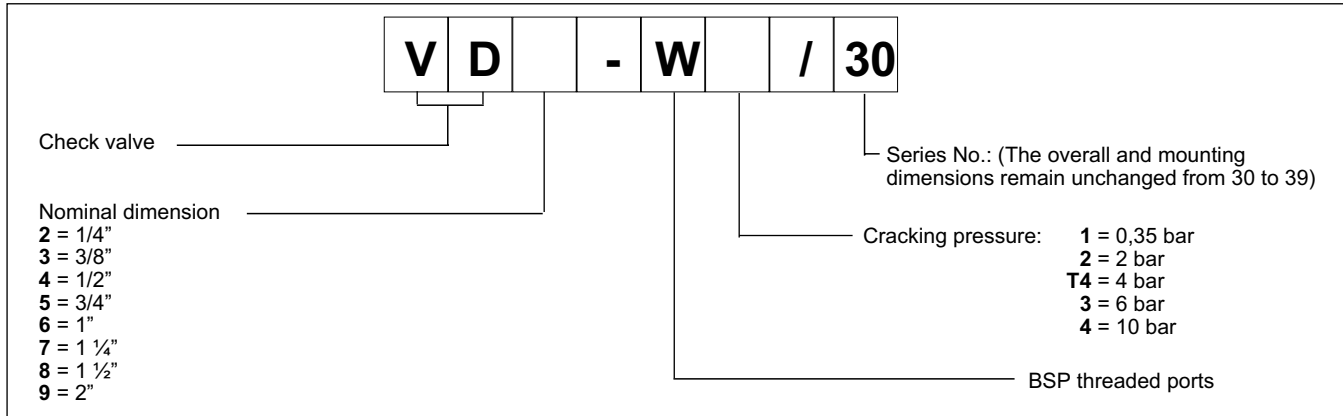 VD - W / 30
Check valve
Series No.: (The overall and mounting
dimensions remain unchanged from 30 to 39)
Nominal dimension
2 = 1/4”
3 = 3/8”
4 = 1/2”
5 = 3/4”
6 = 1”
7 = 1 ¼”
8 = 1 ½”
9 = 2”
Cracking pressure: 1 = 0,35 bar
2 = 2 bar
T4 = 4 bar
3 = 6 bar
4 = 10 bar
BSP threaded ports